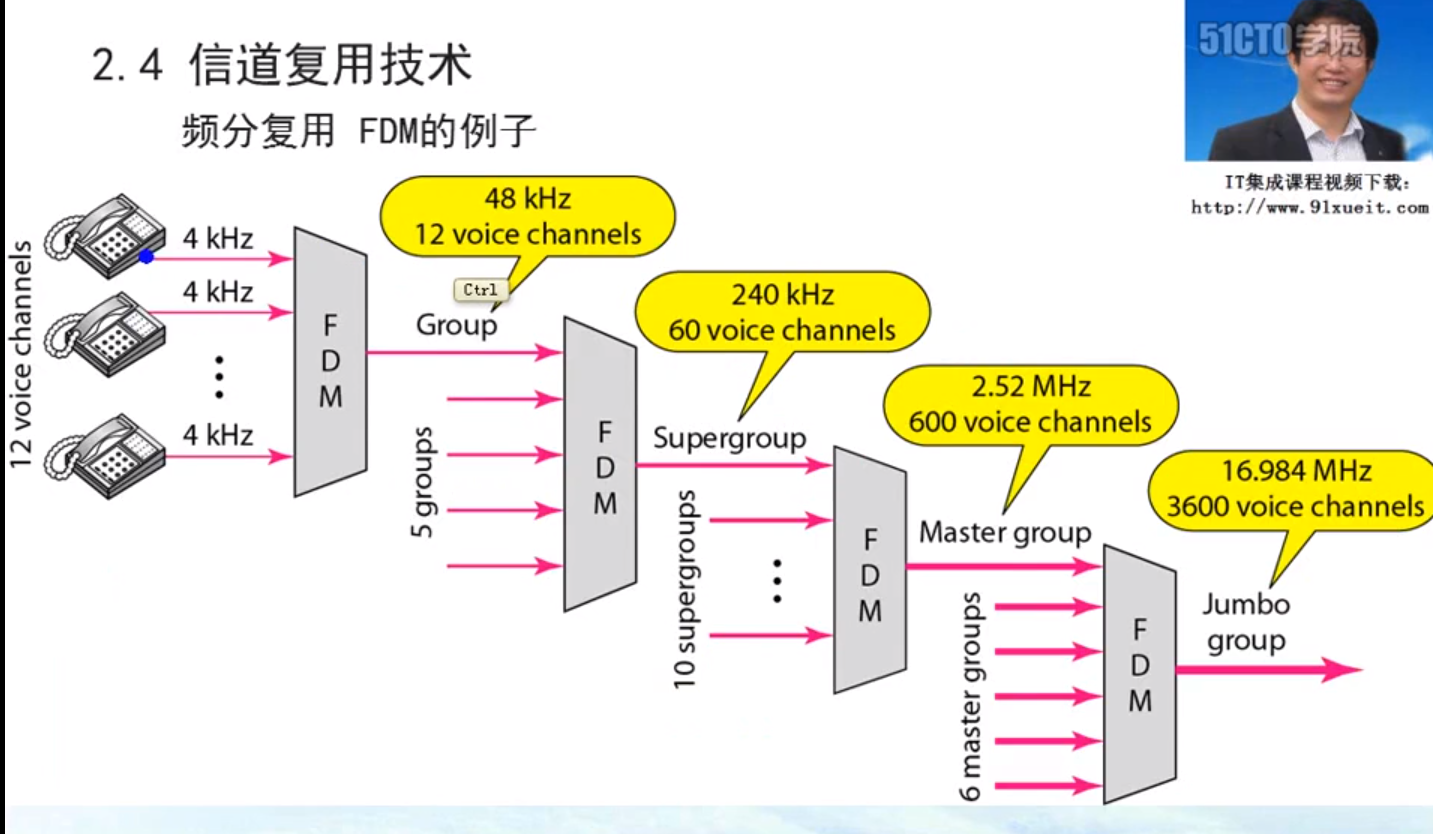 2.4 信道复用技术
频分复用 FDM的例子
51CTO学院
IT集成课程视频下载:
http://www.91xueit.com
12 voice channels
4 kHz
4 kHz
4 kHz
FDM
48 kHz
12 voice channels
Ctrl
Group
5 groups
FDM
240 kHz
60 voice channels
Supergroup
10 supergroups
FDM
2.52 MHz
600 voice channels
Master group
6 master groups
FDM
16.984 MHz
3600 voice channels
Jumbo
group